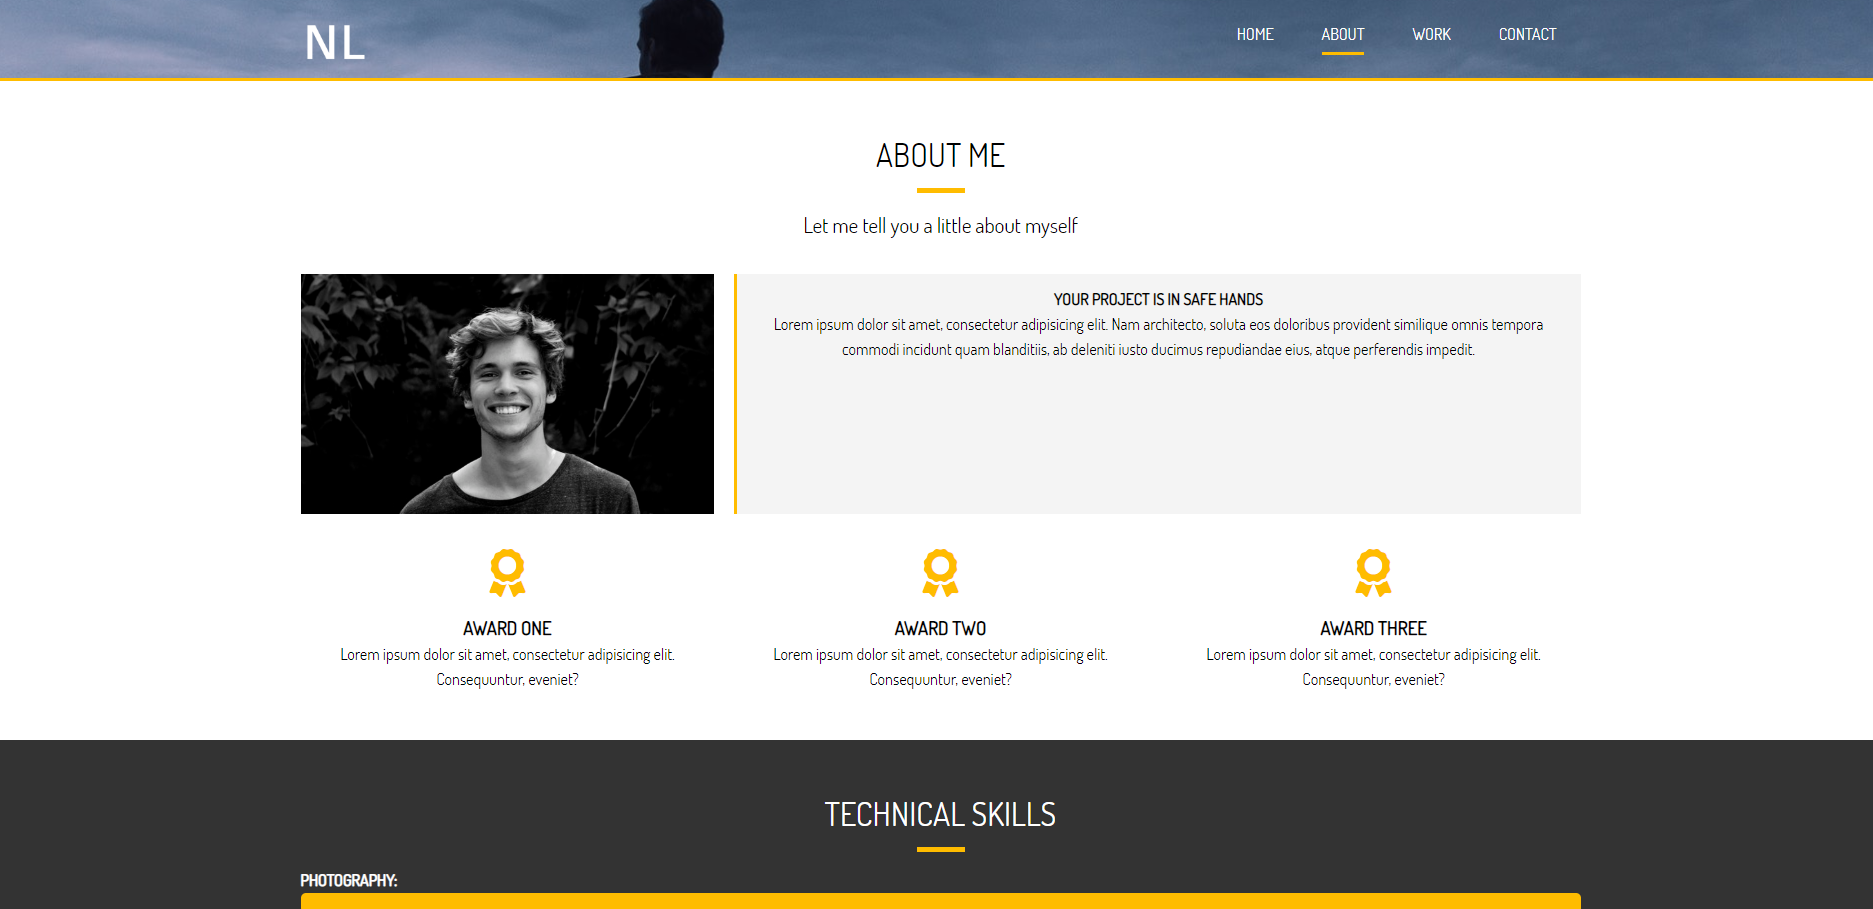 NL
HOME ABOUT WORK CONTACT
ABOUT ME
Let me tell you a little about myself
YOUR PROJECT IS IN SAFE HANDS
Lorem ipsum dolor sit amet, consectetur adipisicing elit. Nam architecto, soluta eos doloribus provident similique omnis tempora
commodi incidunt quam blanditiis, ab deleniti iusto ducimus repudiandae eius, atque perferendis impedit.
AWARD ONE
Lorem ipsum dolor sit amet, consectetur adipisicing elit.
Consequuntur, eveniet?
AWARD TWO
Lorem ipsum dolor sit amet, consectetur adipisicing elit.
Consequuntur, eveniet?
AWARD THREE
Lorem ipsum dolor sit amet, consectetur adipisicing elit.
Consequuntur, eveniet?
TECHNICAL SKILLS
PHOTOGRAPHY: